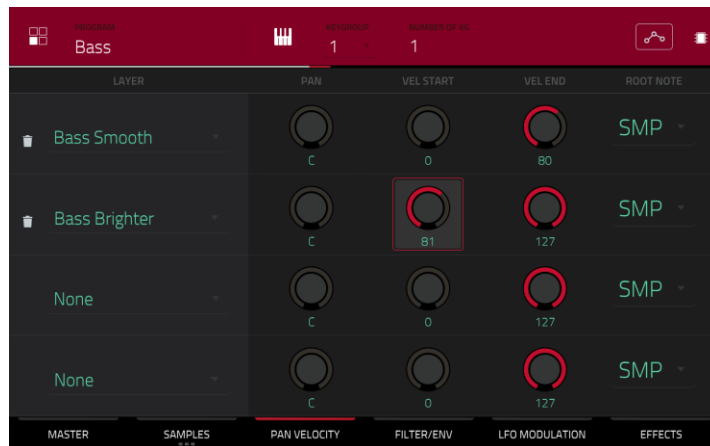 PROGRAM KEYGROUP NUMBER OF KG
Bass 1 1
LAYER PAN VEL START VEL END ROOT NOTE
Bass Smooth C 0 80 SMP
Bass Brighter C 81 127 SMP
None C 0 127 SMP
None C 0 127 SMP
MASTER SAMPLES PAN VELOCITY FILTER/ENV LFO MODULATION EFFECTS